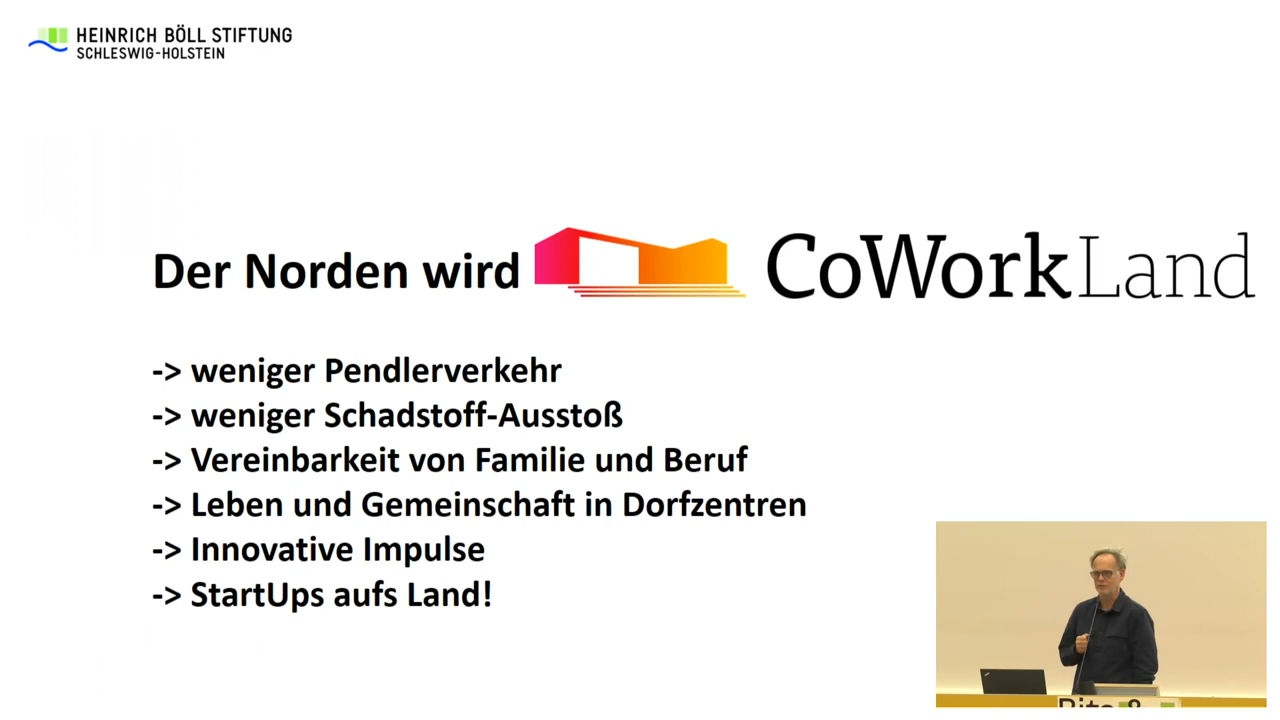 HEINRICH BÖLL STIFTUNG
SCHLESWIG-HOLSTEIN
Der Norden wird CoWorkLand
-> weniger Pendlerverkehr
-> weniger Schadstoff-Ausstoß
-> Vereinbarkeit von Familie und Beruf
-> Leben und Gemeinschaft in Dorfzentren
-> Innovative Impulse
-> StartUps aufs Land!